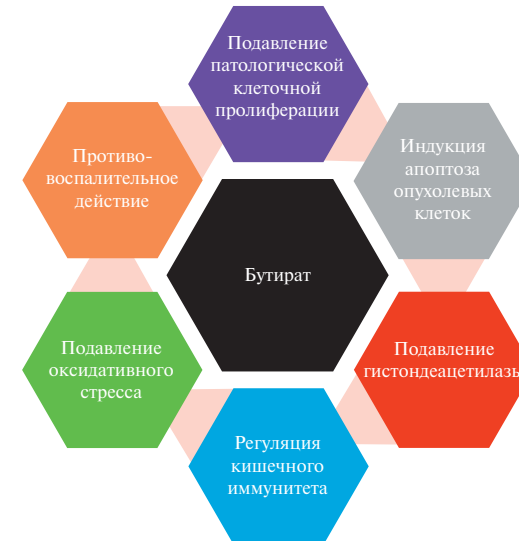 Подавление
патологической
клеточной
пролиферации
Индукция
апоптоза
опухолевых
клеток
Противо-
воспалительное
действие
Бутират
Подавление
оксидативного
стресса
Подавление
гистондеацетилазы
Регуляция
кишечного
иммунитета